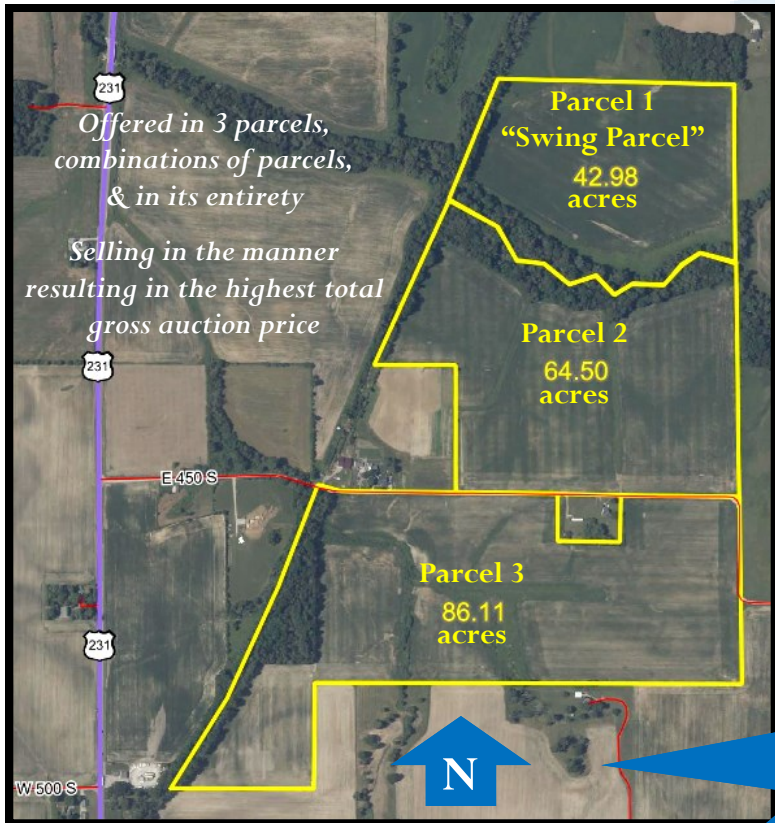 231
Offered in 3 parcels,
combinations of parcels,
& in its entirety
Selling in the manner
resulting in the highest total
gross auction price
Parcel 1
“Swing Parcel”
42.98
acres
231
Parcel 2
64.50
acres
E 450 S
Parcel 3
86.11
acres
231
W 500 S
N